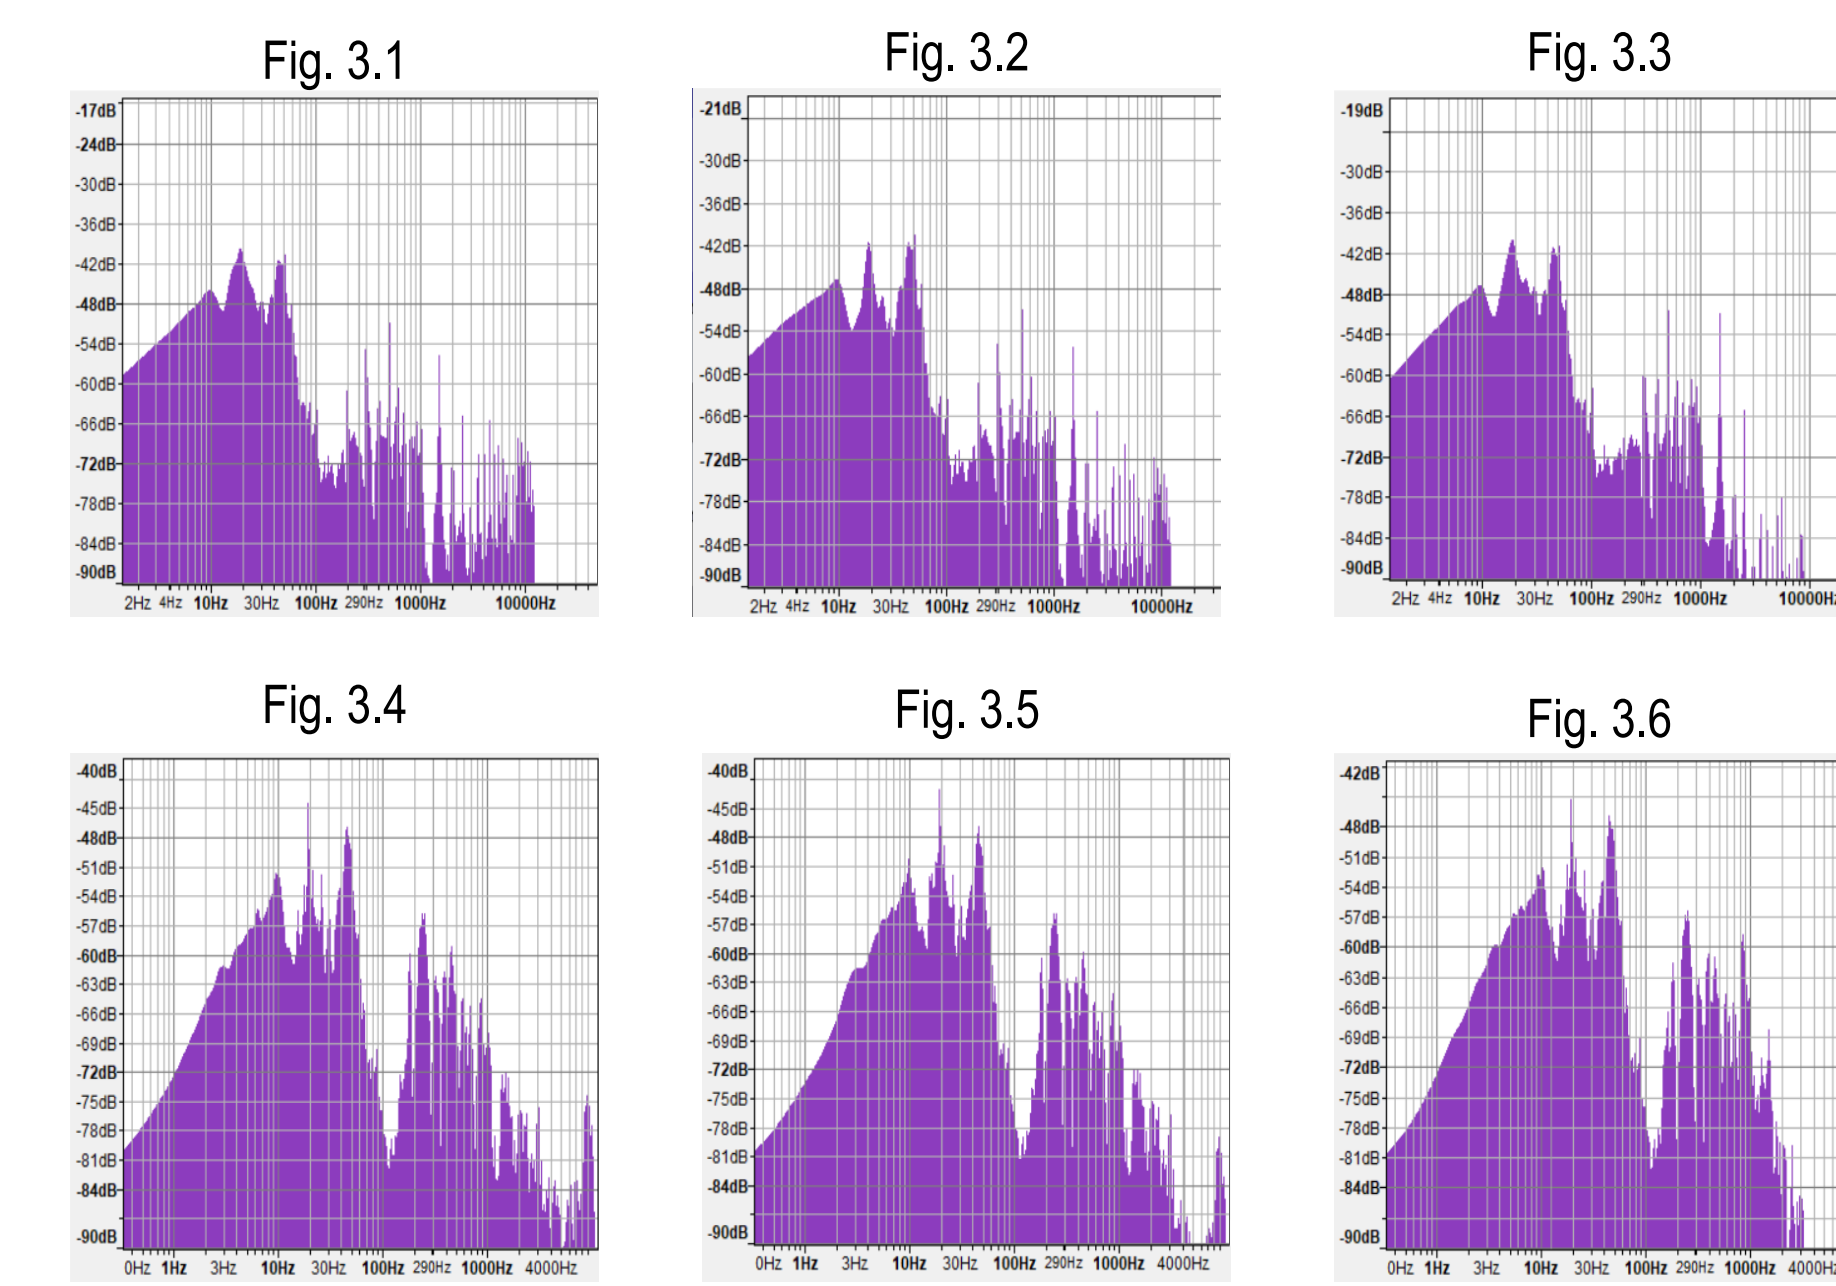 Fig. 3.1
-17dB
-24dB
-30dB
-36dB
-42dB
-48dB
-54dB
-60dB
-66dB
-72dB
-78dB
-84dB
-90dB
2Hz 4Hz 10Hz 30Hz 100Hz 290Hz 1000Hz 10000Hz
Fig. 3.2
-21dB
-30dB
-36dB
-42dB
-48dB
-54dB
-60dB
-66dB
-72dB
-78dB
-84dB
-90dB
2Hz 4Hz 10Hz 30Hz 100Hz 290Hz 1000Hz 10000Hz
Fig. 3.3
-19dB
-30dB
-36dB
-42dB
-48dB
-54dB
-60dB
-66dB
-72dB
-78dB
-84dB
-90dB
2Hz 4Hz 10Hz 30Hz 100Hz 290Hz 1000Hz 10000Hz
Fig. 3.4
-40dB
-45dB
-48dB
-51dB
-54dB
-57dB
-60dB
-63dB
-66dB
-69dB
-72dB
-75dB
-78dB
-81dB
-84dB
-90dB
0Hz 1Hz 3Hz 10Hz 30Hz 100Hz 290Hz 1000Hz 4000Hz
Fig. 3.5
-40dB
-45dB
-48dB
-51dB
-54dB
-57dB
-60dB
-63dB
-66dB
-69dB
-72dB
-75dB
-78dB
-81dB
-84dB
-90dB
0Hz 1Hz 3Hz 10Hz 30Hz 100Hz 290Hz 1000Hz 4000Hz
Fig. 3.6
-42dB
-48dB
-51dB
-54dB
-57dB
-60dB
-63dB
-66dB
-69dB
-72dB
-75dB
-78dB
-81dB
-84dB
-90dB
0Hz 1Hz 3Hz 10Hz 30Hz 100Hz 290Hz 1000Hz 4000Hz